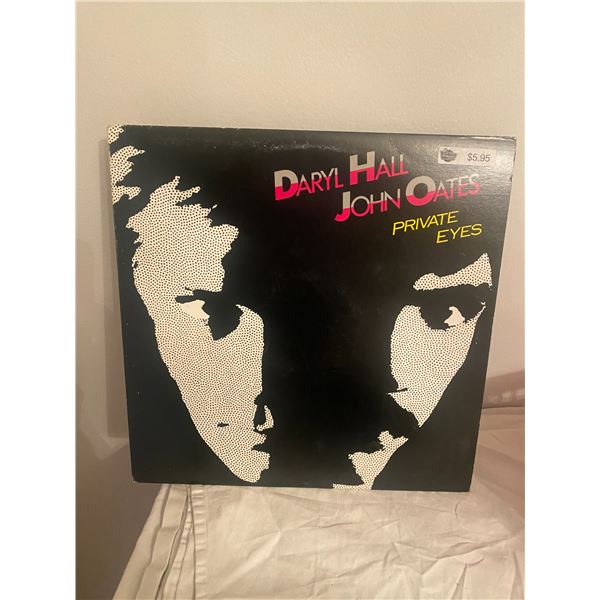 $5.95
DARYL HALL
JOHN OATES
PRIVATE
EYES